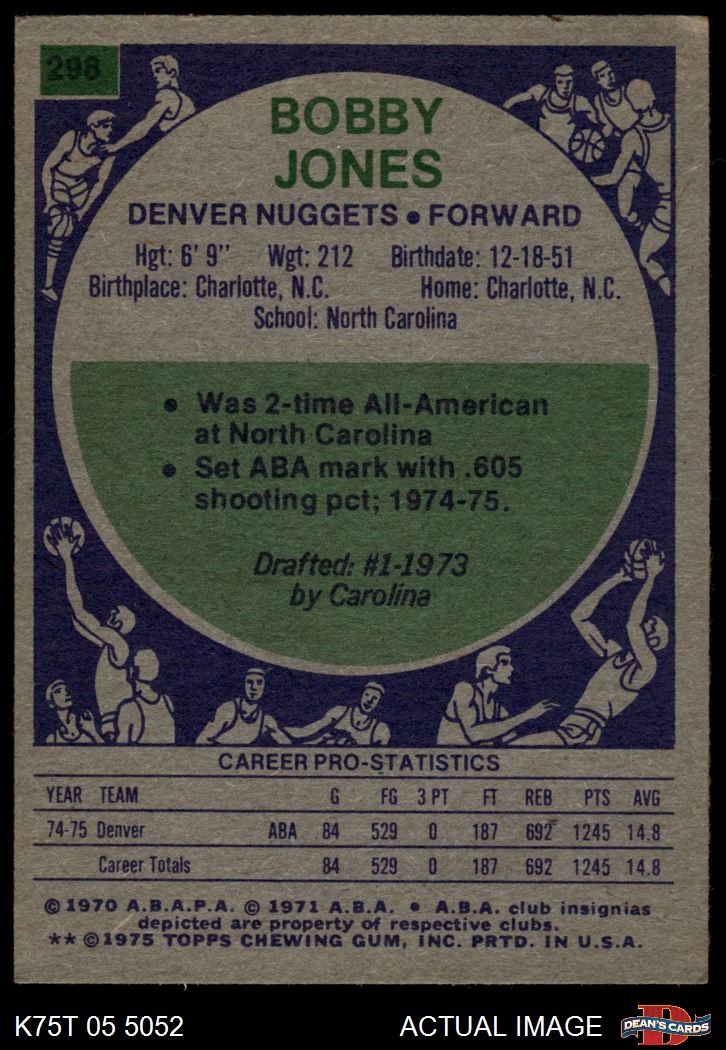 298
BOBBY
JONES
DENVER NUGGETS • FORWARD
Hgt: 6' 9" Wgt: 212 Birthdate: 12-18-51
Birthplace: Charlotte, N.C. Home: Charlotte, N.C.
School: North Carolina
• Was 2-time All-American
at North Carolina
• Set ABA mark with .605
shooting pct; 1974-75.
Drafted: #1-1973
by Carolina
CAREER PRO-STATISTICS
YEAR TEAM G FG 3 PT FT REB PTS AVG
74-75 Denver ABA 84 529 0 187 692 1245 14.8
Career Totals 84 529 0 187 692 1245 14.8
© 1970 A.B.A.P.A. © 1971 A.B.A. • A.B.A. club insignias
depicted are property of respective clubs.
** © 1975 TOPPS CHEWING GUM, INC. PRTD. IN U.S.A.
K75T 05 5052 ACTUAL IMAGE D DEAN'S CARDS